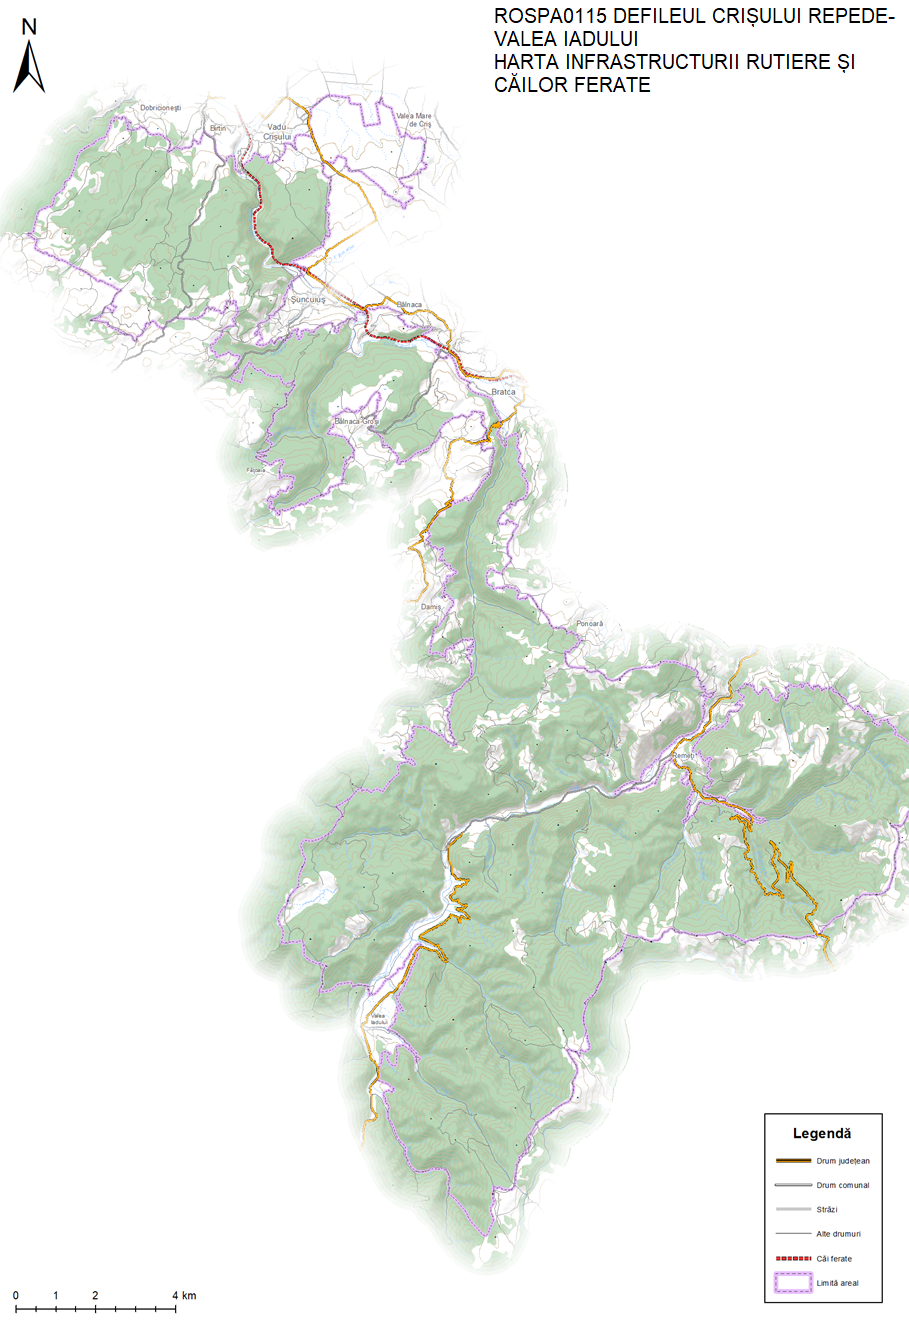 ROSPA0115 DEFILEUL CRIȘULUI REPEDE-
VALEA IADULUI
HARTA INFRASTRUCTURII RUTIERE ȘI
CĂILOR FERATE
N
Dobricionești
Birtin
Vadu
Crișului
Valea Mare
de Criș
Șuncuiuș
Bălnaca
Bratca
Bălnaca-Groși
Damiș
Ponoară
Remeți
Valea
Iadului
Legendă
Drum județean
Drum comunal
Străzi
Alte drumuri
Căi ferate
Limită areal
0 1 2 4 km